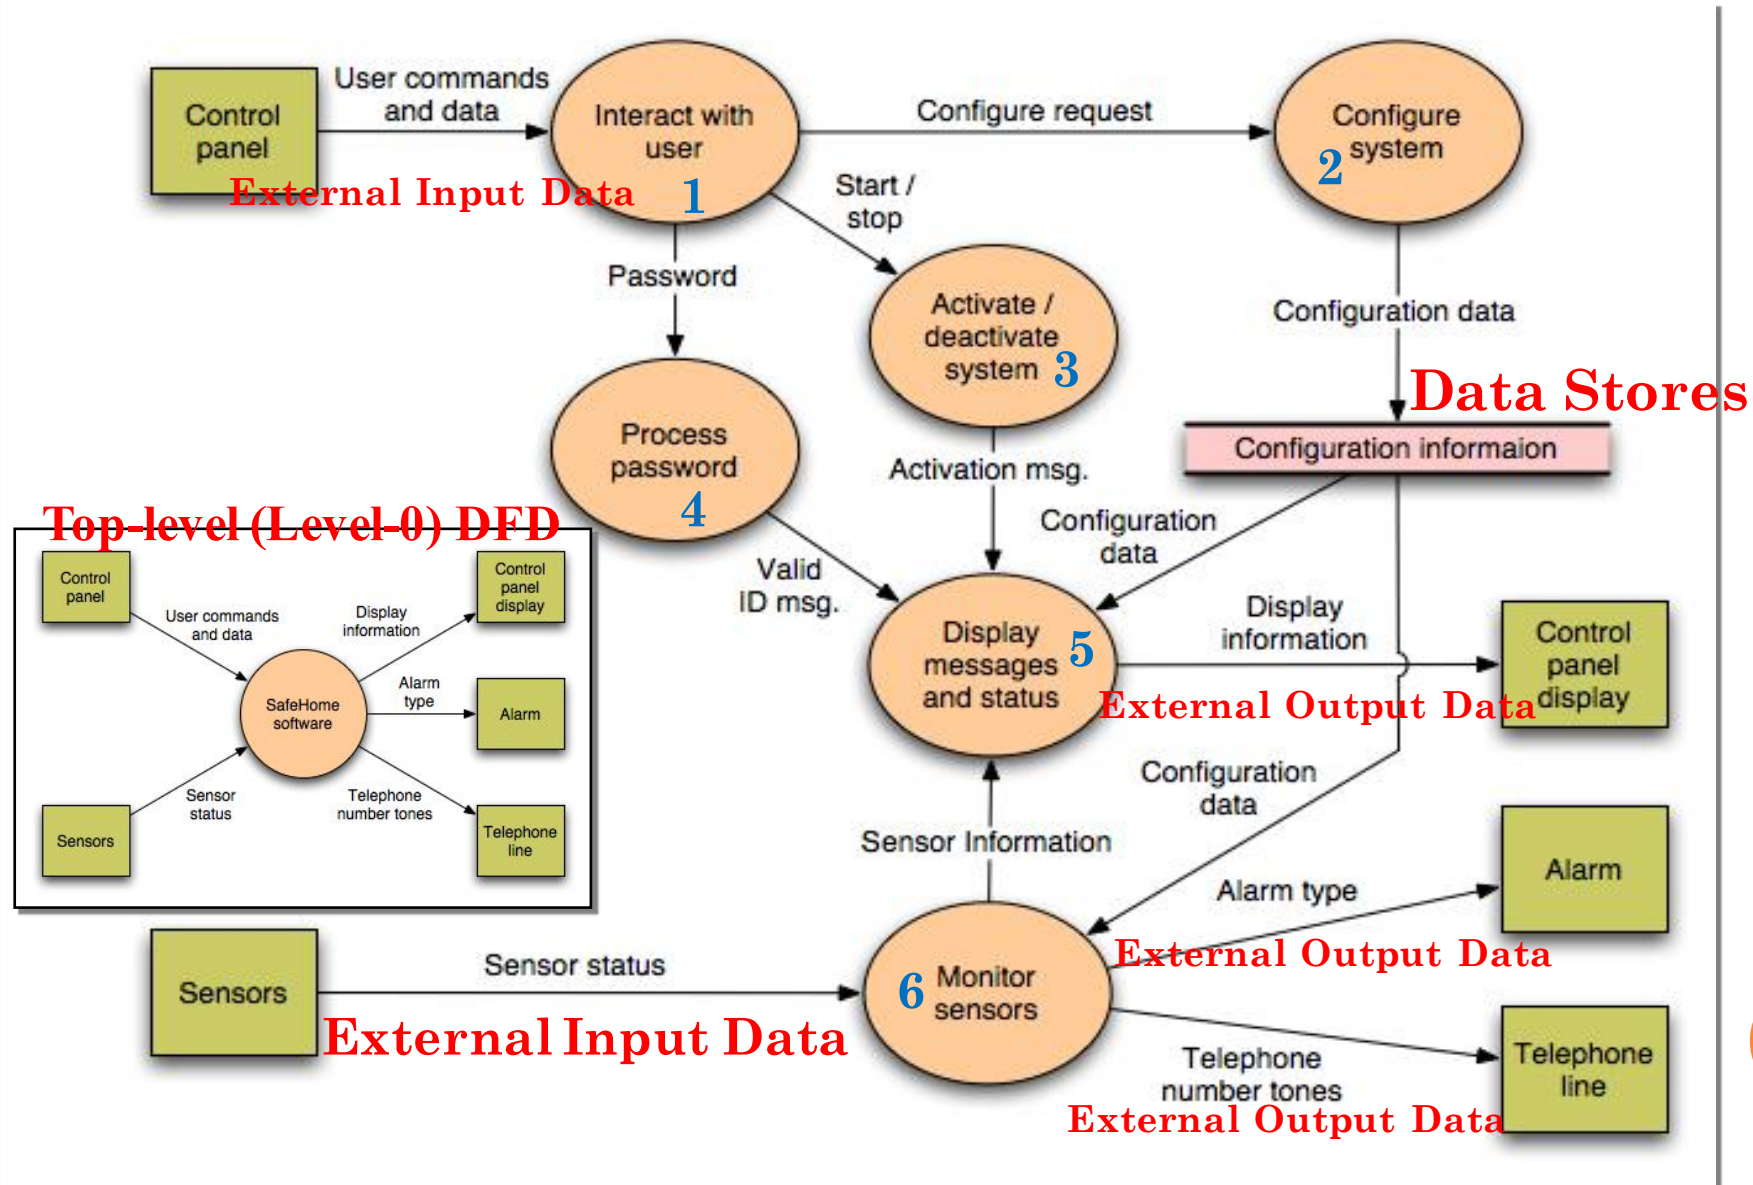 Control
panel
User commands
and data
External Input Data
Interact with
user
1
Configure request
Configure
system
2
Start /
stop
Password
Activate /
deactivate
system
3
Configuration data
Data Stores
Configuration informaion
Process
password
4
Activation msg.
Configuration
data
Valid
ID msg.
Display
messages
and status
5
Display
information
External Output Data
Control
panel
display
Configuration
data
Sensor Information
Alarm type
Alarm
External Output Data
Sensors
Sensor status
External Input Data
6
Monitor
sensors
Telephone
number tones
External Output Data
Telephone
line
Top-level (Level-0) DFD
Control
panel
User commands
and data
Display
information
Control
panel
display
SafeHome
software
Alarm
type
Alarm
Sensors
Sensor
status
Telephone
number tones
Telephone
line